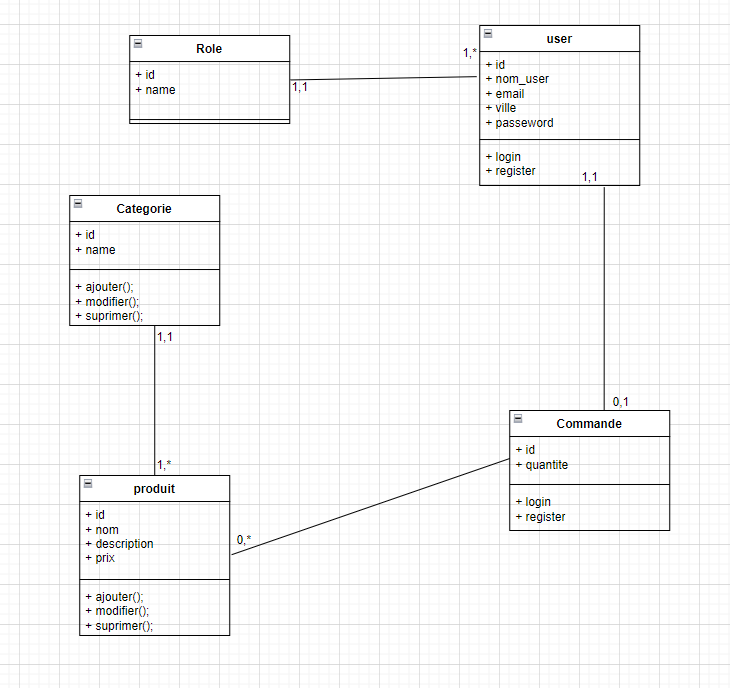 Role
+ id
+ name
1,1
user
1,*
+ id
+ nom_user
+ email
+ ville
+ passeword
+ login
+ register
1,1
Categorie
+ id
+ name
+ ajouter();
+ modifier();
+ suprimer();
1,1
1,*
0,1
Commande
+ id
+ quantite
+ login
+ register
produit
+ id
+ nom
+ description
+ prix
+ ajouter();
+ modifier();
+ suprimer();
0,*